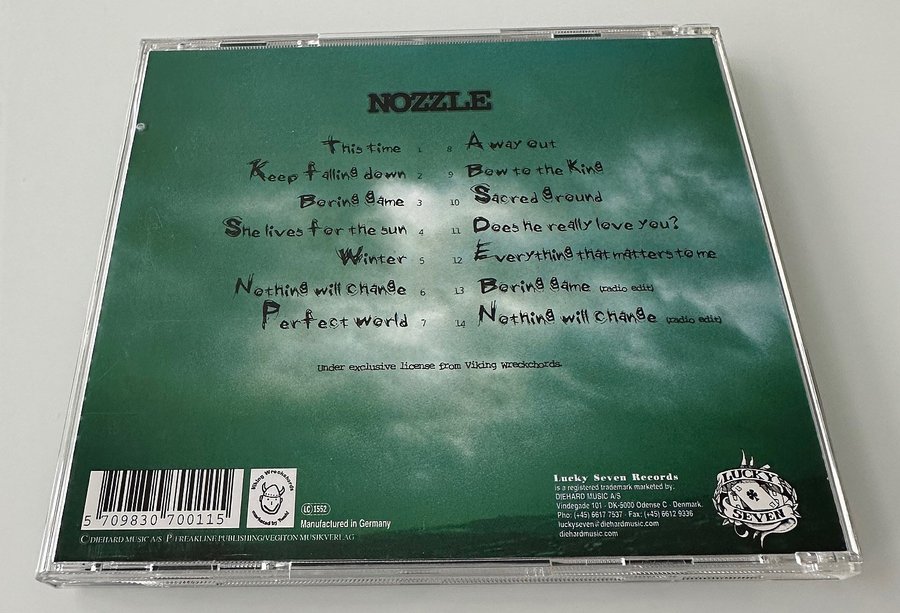 NOZZLE
This time 1
Keep falling down 2
Boring game 3
She lives for the sun 4
Winter 5
Nothing will change 6
Perfect world 7
8 A way out
9 Bow to the King
10 Sacred ground
11 Does he really love you?
12 Everything that matters to me
13 Boring game (radio edit)
14 Nothing will change (radio edit)
Under exclusive license from Viking Wreckchords.
5 709830 700115
Viking Wreckchords
LC 1552
Manufactured in Germany
C DIEHARD MUSIC A/S P FREAKLINE PUBLISHING/VEGITON MUSIKVERLAG
Lucky Seven Records
is a registered trademark marketed by:
DIEHARD MUSIC A/S
Vindegade 101 · DK-5000 Odense C · Denmark.
Pho: (+45) 6617 7537 · Fax: (+45) 6612 9336
luckyseven@diehardmusic.com
diehardmusic.com
LUCKY
SEVEN